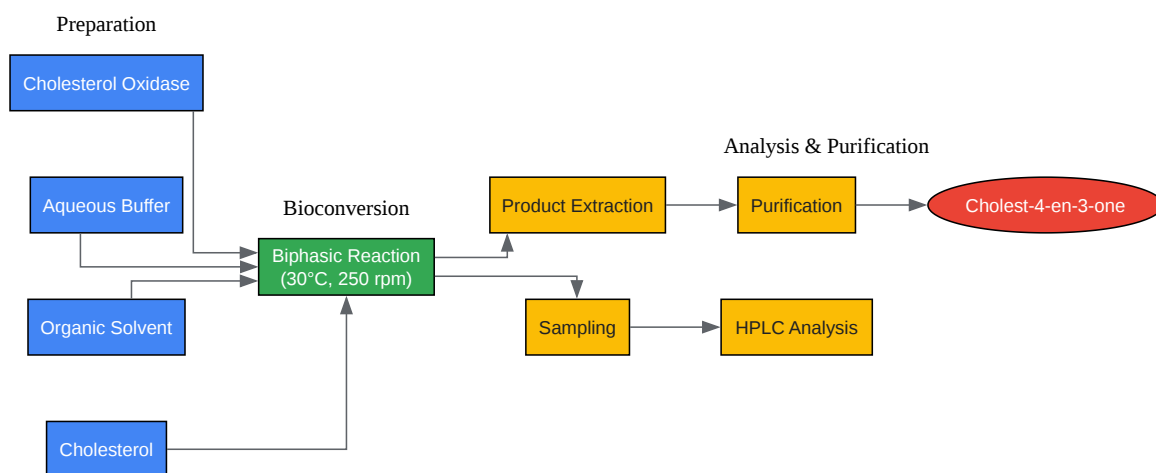 Preparation
Cholesterol Oxidase
Aqueous Buffer
Organic Solvent
Cholesterol
Bioconversion
Biphasic Reaction
(30°C, 250 rpm)
Analysis & Purification
Product Extraction
Purification
Cholest-4-en-3-one
Sampling
HPLC Analysis